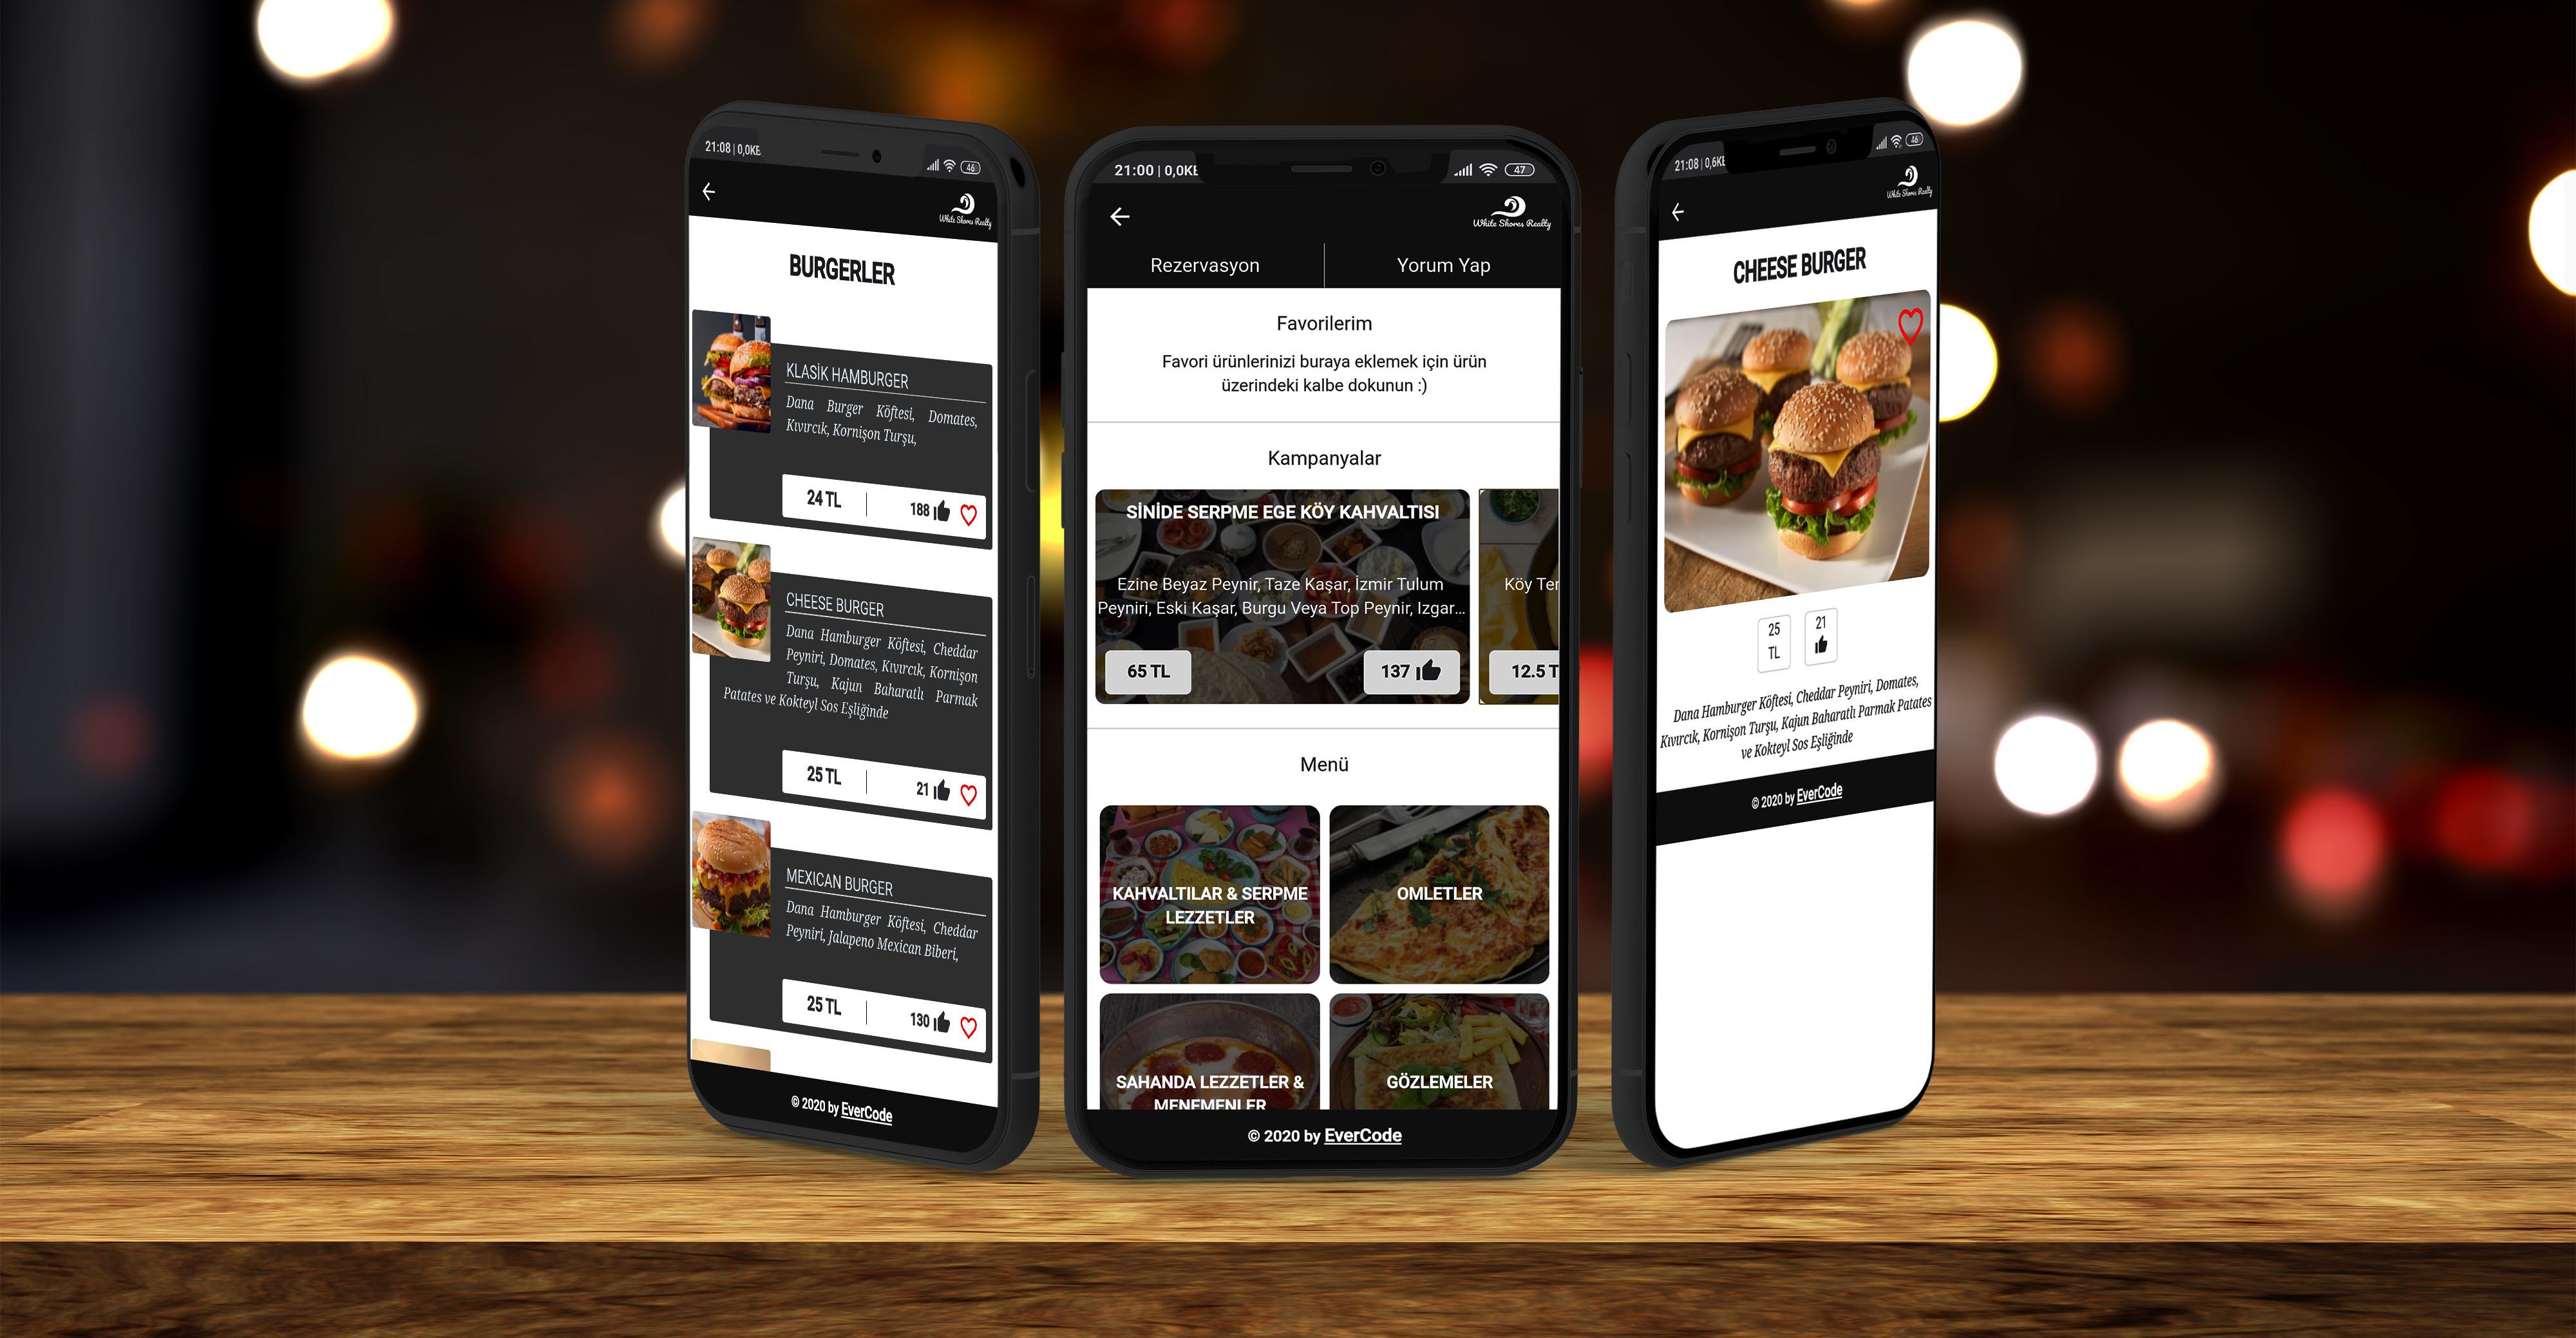 21:08 | 0,0KB
46
White Shores Realty
BURGERLER
KLASİK HAMBURGER
Dana Burger Köftesi, Domates,
Kıvırcık, Kornişon Turşu,
24 TL
188
CHEESE BURGER
Dana Hamburger Köftesi, Cheddar
Peyniri, Domates, Kıvırcık, Kornişon
Turşu, Kajun Baharatlı Parmak
Patates ve Kokteyl Sos Eşliğinde
25 TL
21
MEXICAN BURGER
Dana Hamburger Köftesi, Cheddar
Peyniri, Jalapeno Mexican Biberi,
25 TL
130
© 2020 by EverCode
21:00 | 0,0KB
47
White Shores Realty
Rezervasyon
Yorum Yap
Favorilerim
Favori ürünlerinizi buraya eklemek için ürün
üzerindeki kalbe dokunun :)
Kampanyalar
SİNİDE SERPME EGE KÖY KAHVALTISI
Ezine Beyaz Peynir, Taze Kaşar, İzmir Tulum
Peyniri, Eski Kaşar, Burgu Veya Top Peynir, Izgar...
65 TL
137
Köy Ter
12.5 T
Menü
KAHVALTILAR & SERPME
LEZZETLER
OMLETLER
SAHANDA LEZZETLER &
MENEMENLER
GÖZLEMELER
© 2020 by EverCode
21:08 | 0,6KB
46
White Shores Realty
CHEESE BURGER
25
TL
21
Dana Hamburger Köftesi, Cheddar Peyniri, Domates,
Kıvırcık, Kornişon Turşu, Kajun Baharatlı Parmak Patates
ve Kokteyl Sos Eşliğinde
© 2020 by EverCode